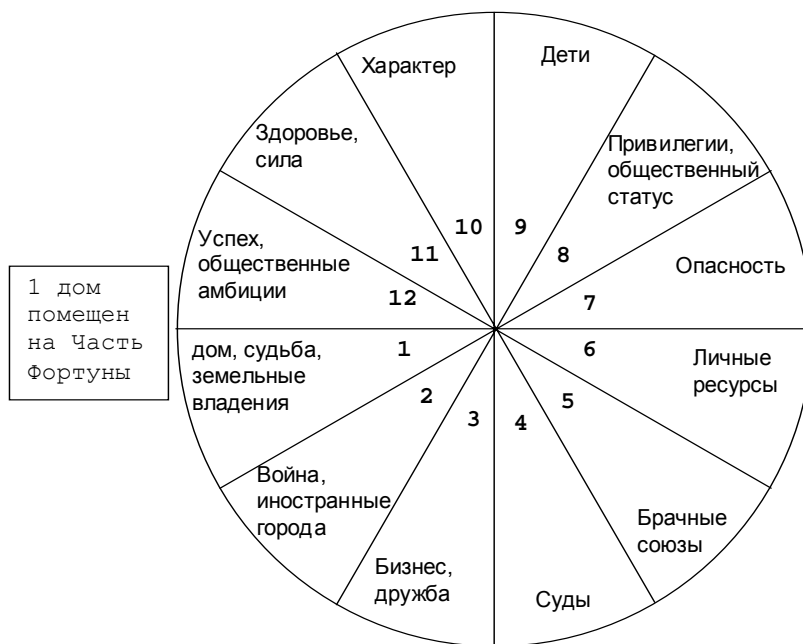 Характер
Дети
Здоровье,
сила
Привилегии,
общественный
статус
Успех,
общественные
амбиции
Опасность
1 дом
помещен
на Часть
Фортуны
дом, судьба,
земельные
владения
Личные
ресурсы
Война,
иностранные
города
Брачные
союзы
Бизнес,
дружба
Суды
10
9
11
8
12
7
1
6
2
5
3
4